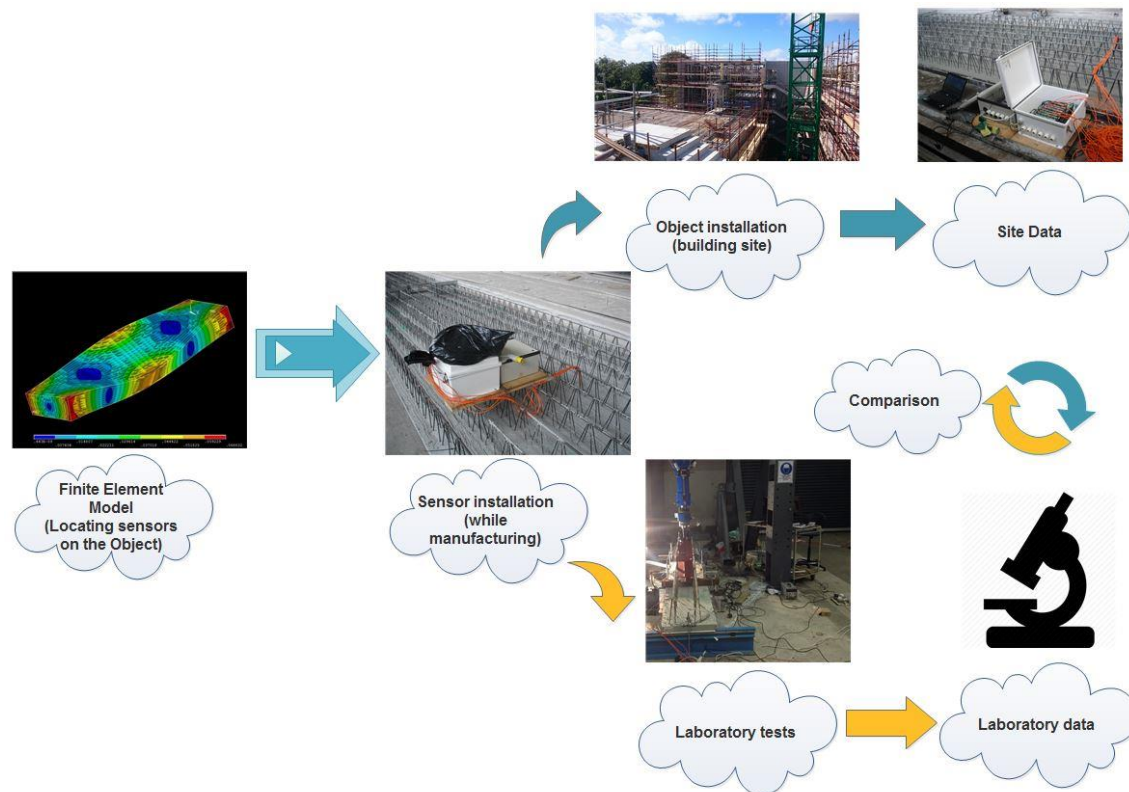 Object installation
(building site)
Site Data
Finite Element
Model
(Locating sensors
on the Object)
Sensor installation
(while
manufacturing)
Comparison
Laboratory tests
Laboratory data